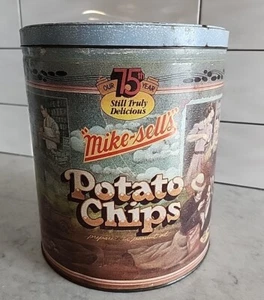 OUR 75th YEAR
Still Truly
Delicious
"Mike-sell's"
Potato
Chips